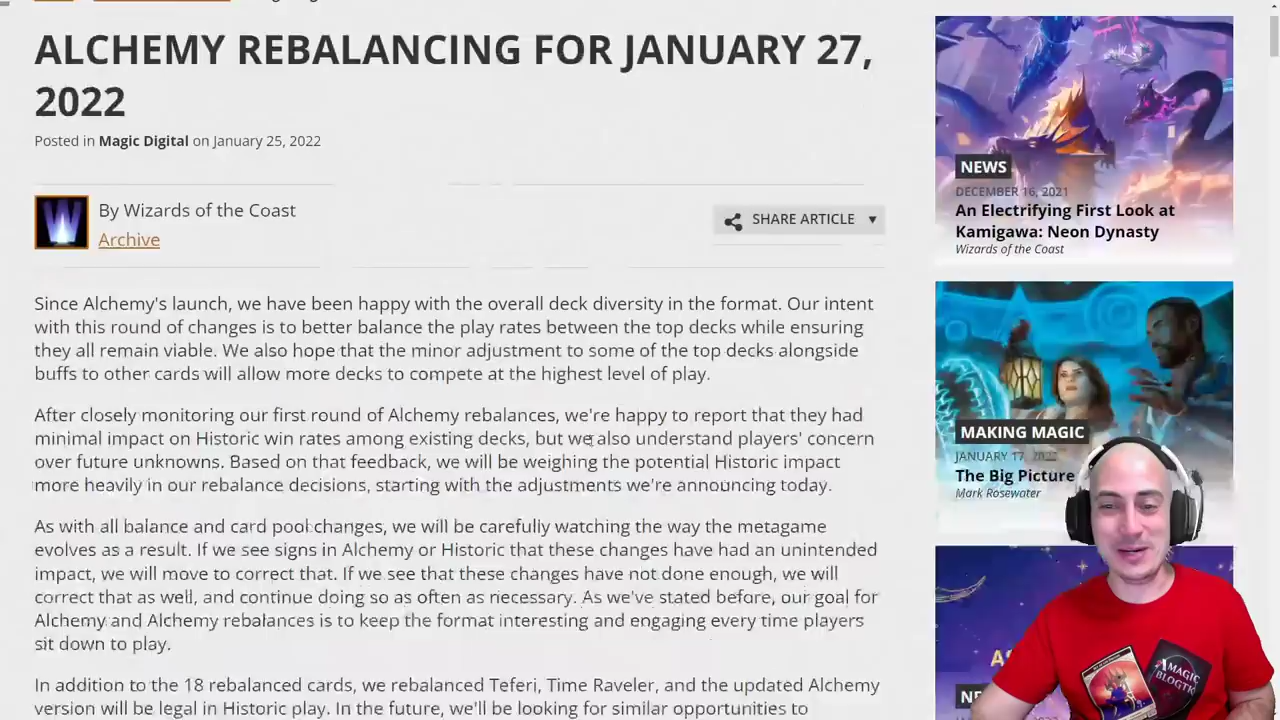 ALCHEMY REBALANCING FOR JANUARY 27,
2022
Posted in Magic Digital on January 25, 2022
By Wizards of the Coast
Archive
SHARE ARTICLE
Since Alchemy's launch, we have been happy with the overall deck diversity in the format. Our intent
with this round of changes is to better balance the play rates between the top decks while ensuring
they all remain viable. We also hope that the minor adjustment to some of the top decks alongside
buffs to other cards will allow more decks to compete at the highest level of play.
After closely monitoring our first round of Alchemy rebalances, we're happy to report that they had
minimal impact on Historic win rates among existing decks, but we also understand players' concern
over future unknowns. Based on that feedback, we will be weighing the potential Historic impact
more heavily in our rebalance decisions, starting with the adjustments we're announcing today.
As with all balance and card pool changes, we will be carefully watching the way the metagame
evolves as a result. If we see signs in Alchemy or Historic that these changes have had an unintended
impact, we will move to correct that. If we see that these changes have not done enough, we will
correct that as well, and continue doing so as often as necessary. As we've stated before, our goal for
Alchemy and Alchemy rebalances is to keep the format interesting and engaging every time players
sit down to play.
In addition to the 18 rebalanced cards, we rebalanced Teferi, Time Raveler, and the updated Alchemy
version will be legal in Historic play. In the future, we'll be looking for similar opportunities to
NEWS
DECEMBER 16, 2021
An Electrifying First Look at
Kamigawa: Neon Dynasty
Wizards of the Coast
MAKING MAGIC
JANUARY 17, 2022
The Big Picture
Mark Rosewater
AS
NE